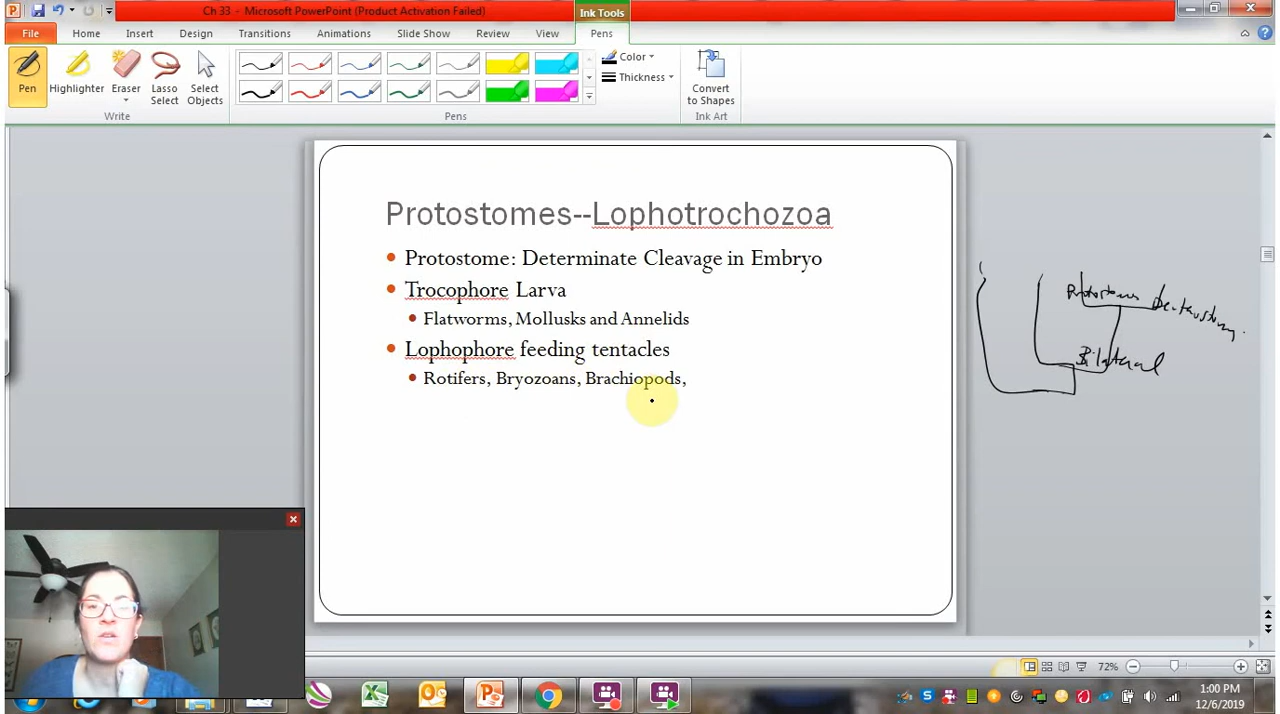 Ch 33 - Microsoft PowerPoint (Product Activation Failed)
Ink Tools
File Home Insert Design Transitions Animations Slide Show Review View Pens
Pen Highlighter Eraser Lasso Select Select Objects
Color
Thickness
Convert to Shapes
Write Pens Ink Art
Protostomes--Lophotrochozoa
• Protostome: Determinate Cleavage in Embryo
• Trocophore Larva
• Flatworms, Mollusks and Annelids
• Lophophore feeding tentacles
• Rotifers, Bryozoans, Brachiopods,
Protostomes
Bilateral
72%
1:00 PM
12/6/2019